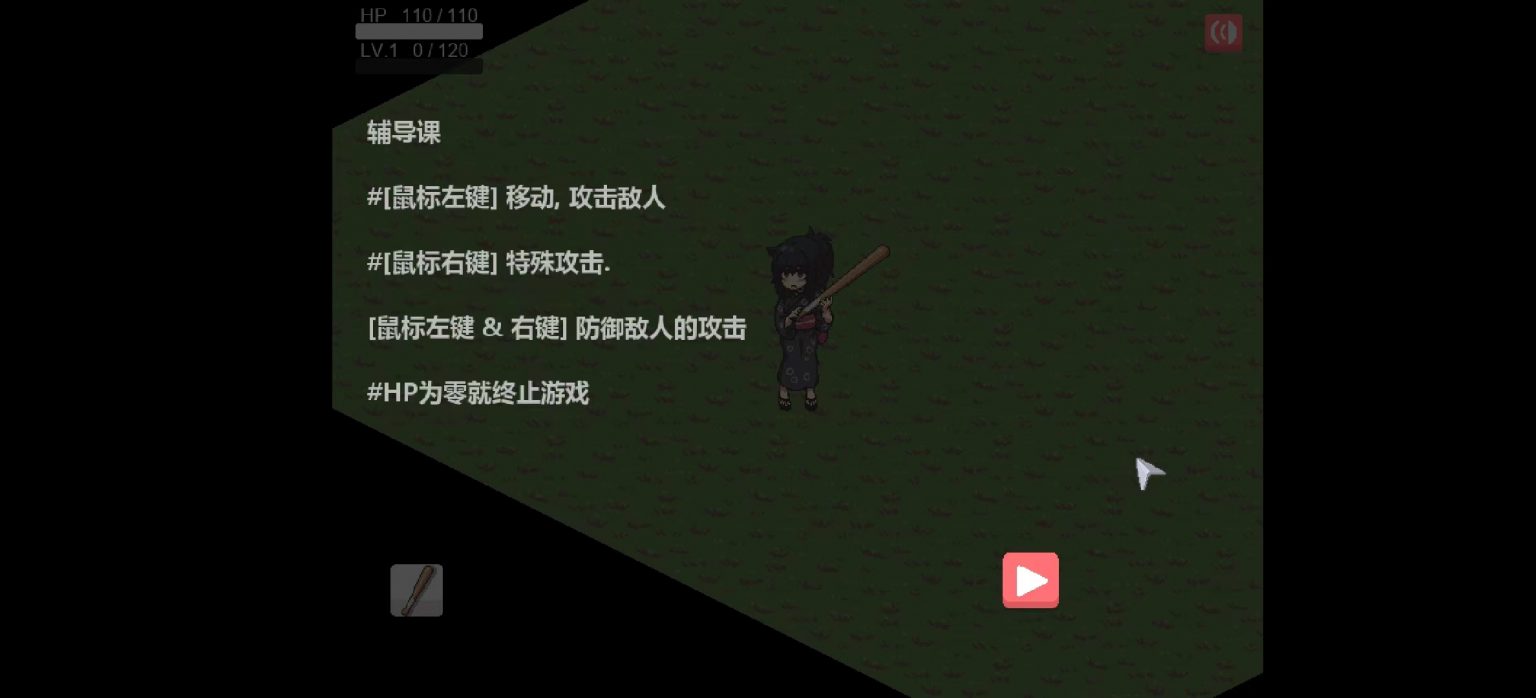 HP 110 / 110
LV.1 0 / 120
辅导课
#[鼠标左键] 移动, 攻击敌人
#[鼠标右键] 特殊攻击.
[鼠标左键 & 右键] 防御敌人的攻击
#HP为零就终止游戏